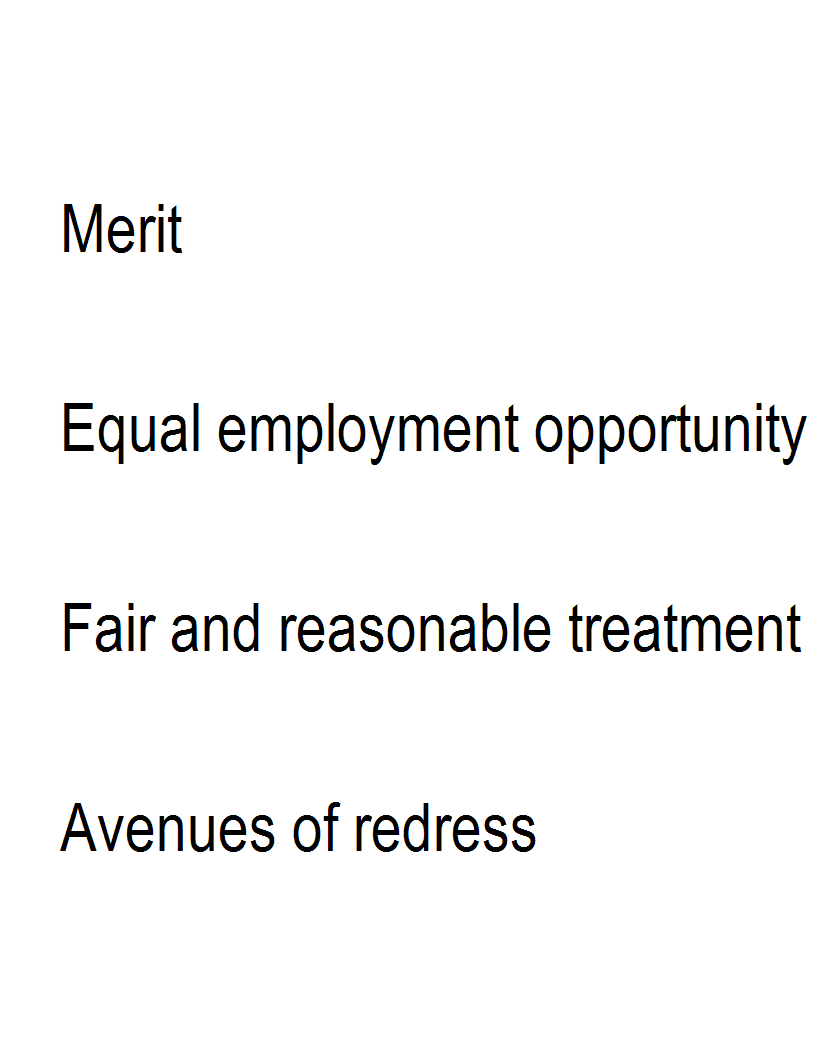 Merit
Equal employment opportunity
Fair and reasonable treatment
Avenues of redress